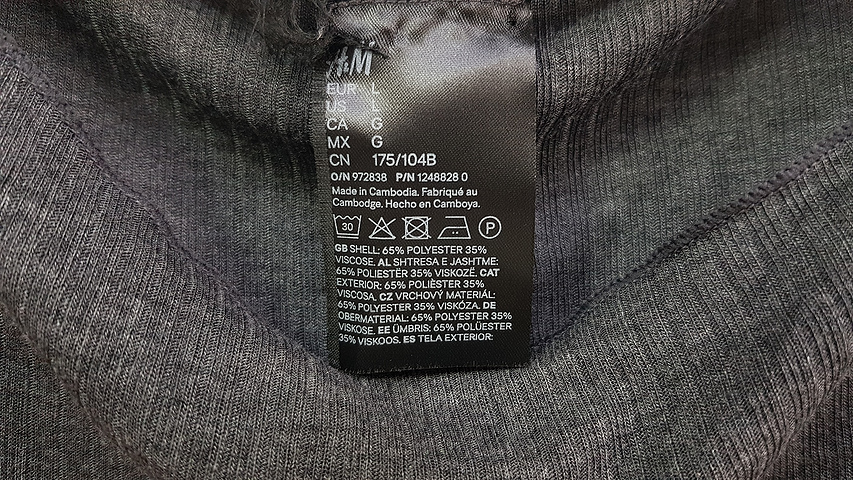 H&M
EUR L
US L
CA G
MX G
CN 175/104B
O/N 972838 P/N 1248828 0
Made in Cambodia. Fabriqué au
Cambodge. Hecho en Camboya.
30 P
GB SHELL: 65% POLYESTER 35%
VISCOSE. AL SHTRESA E JASHTME:
65% POLIESTËR 35% VISKOZË. CAT
EXTERIOR: 65% POLIÈSTER 35%
VISCOSA. CZ VRCHOVÝ MATERIÁL:
65% POLYESTER 35% VISKÓZA. DE
OBERMATERIAL: 65% POLYESTER 35%
VISKOSE. EE ÜMBRIS: 65% POLÜESTER
35% VISKOOS. ES TELA EXTERIOR: